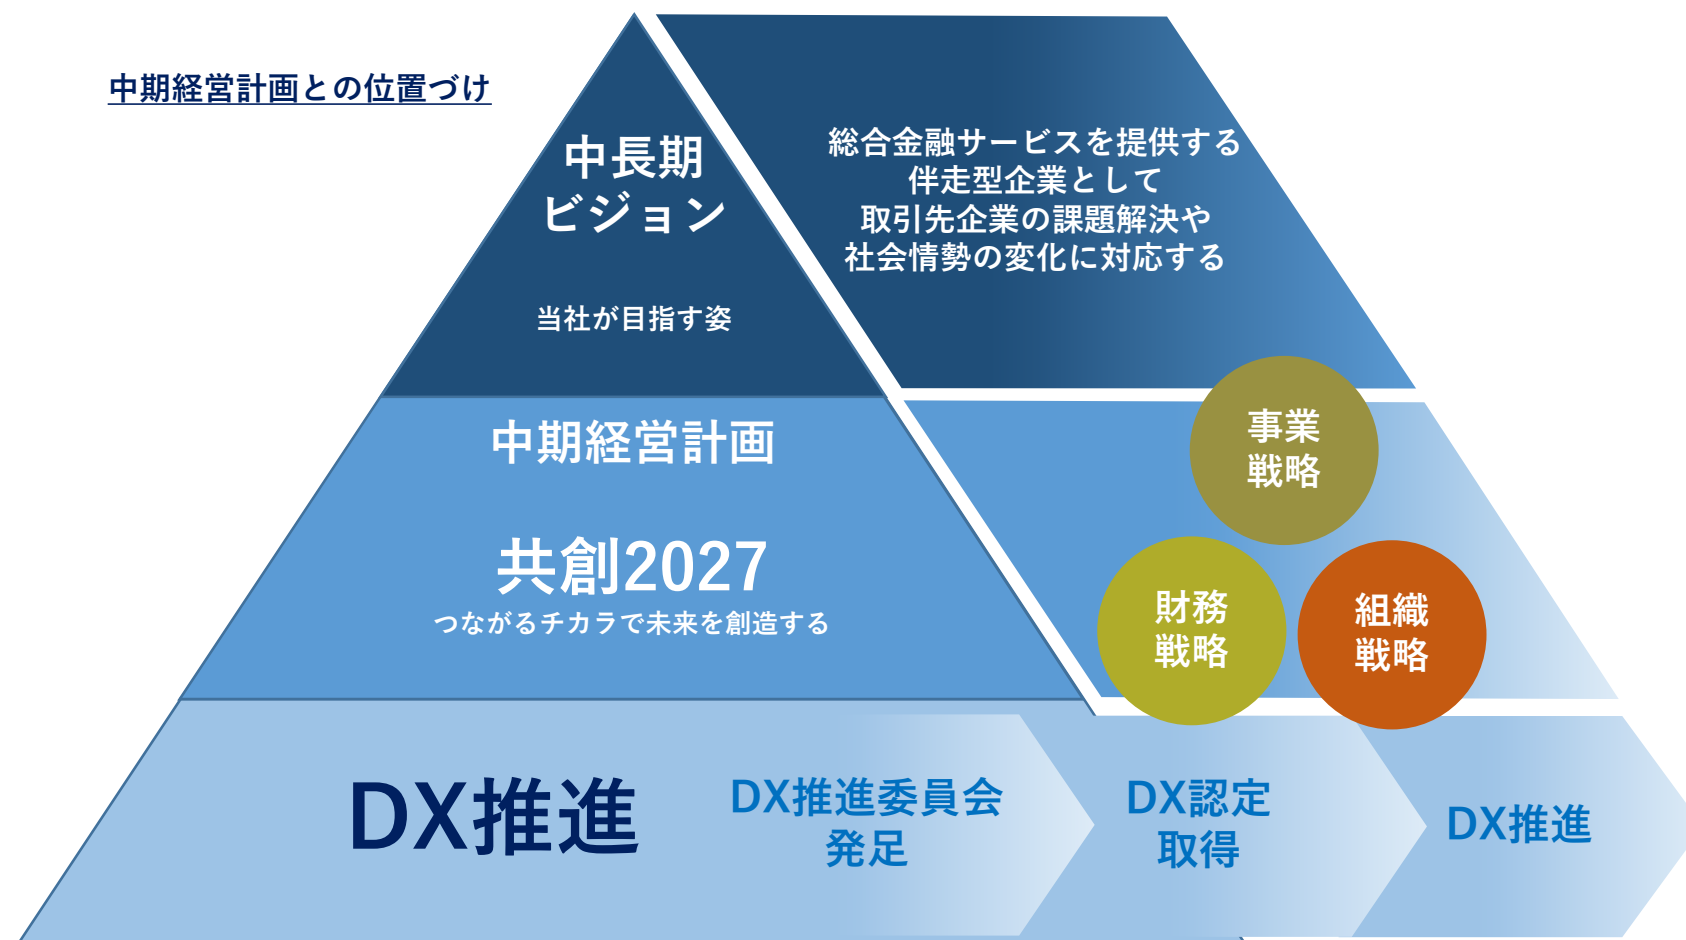 中期経営計画との位置づけ
中長期
ビジョン
当社が目指す姿
総合金融サービスを提供する
伴走型企業として
取引先企業の課題解決や
社会情勢の変化に対応する
中期経営計画
共創2027
つながるチカラで未来を創造する
事業
戦略
財務
戦略
組織
戦略
DX推進
DX推進委員会
発足
DX認定
取得
DX推進